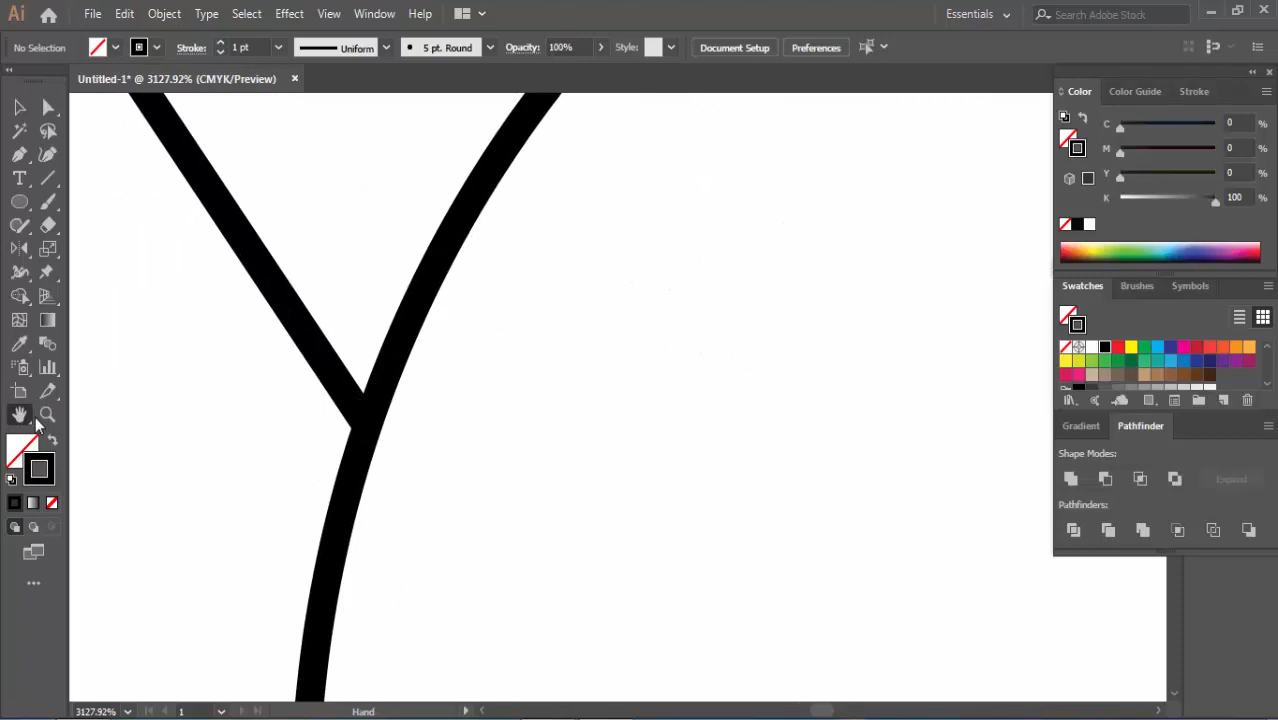 Ai File Edit Object Type Select Effect View Window Help Essentials Search Adobe Stock
No Selection Stroke: 1 pt Uniform 5 pt. Round Opacity: 100% Style: Document Setup Preferences
Untitled-1* @ 3127.92% (CMYK/Preview)
Color Color Guide Stroke
C 0 %
M 0 %
Y 0 %
K 100 %
Swatches Brushes Symbols
Gradient Pathfinder
Shape Modes:
Expand
Pathfinders:
3127.92% 1 Hand